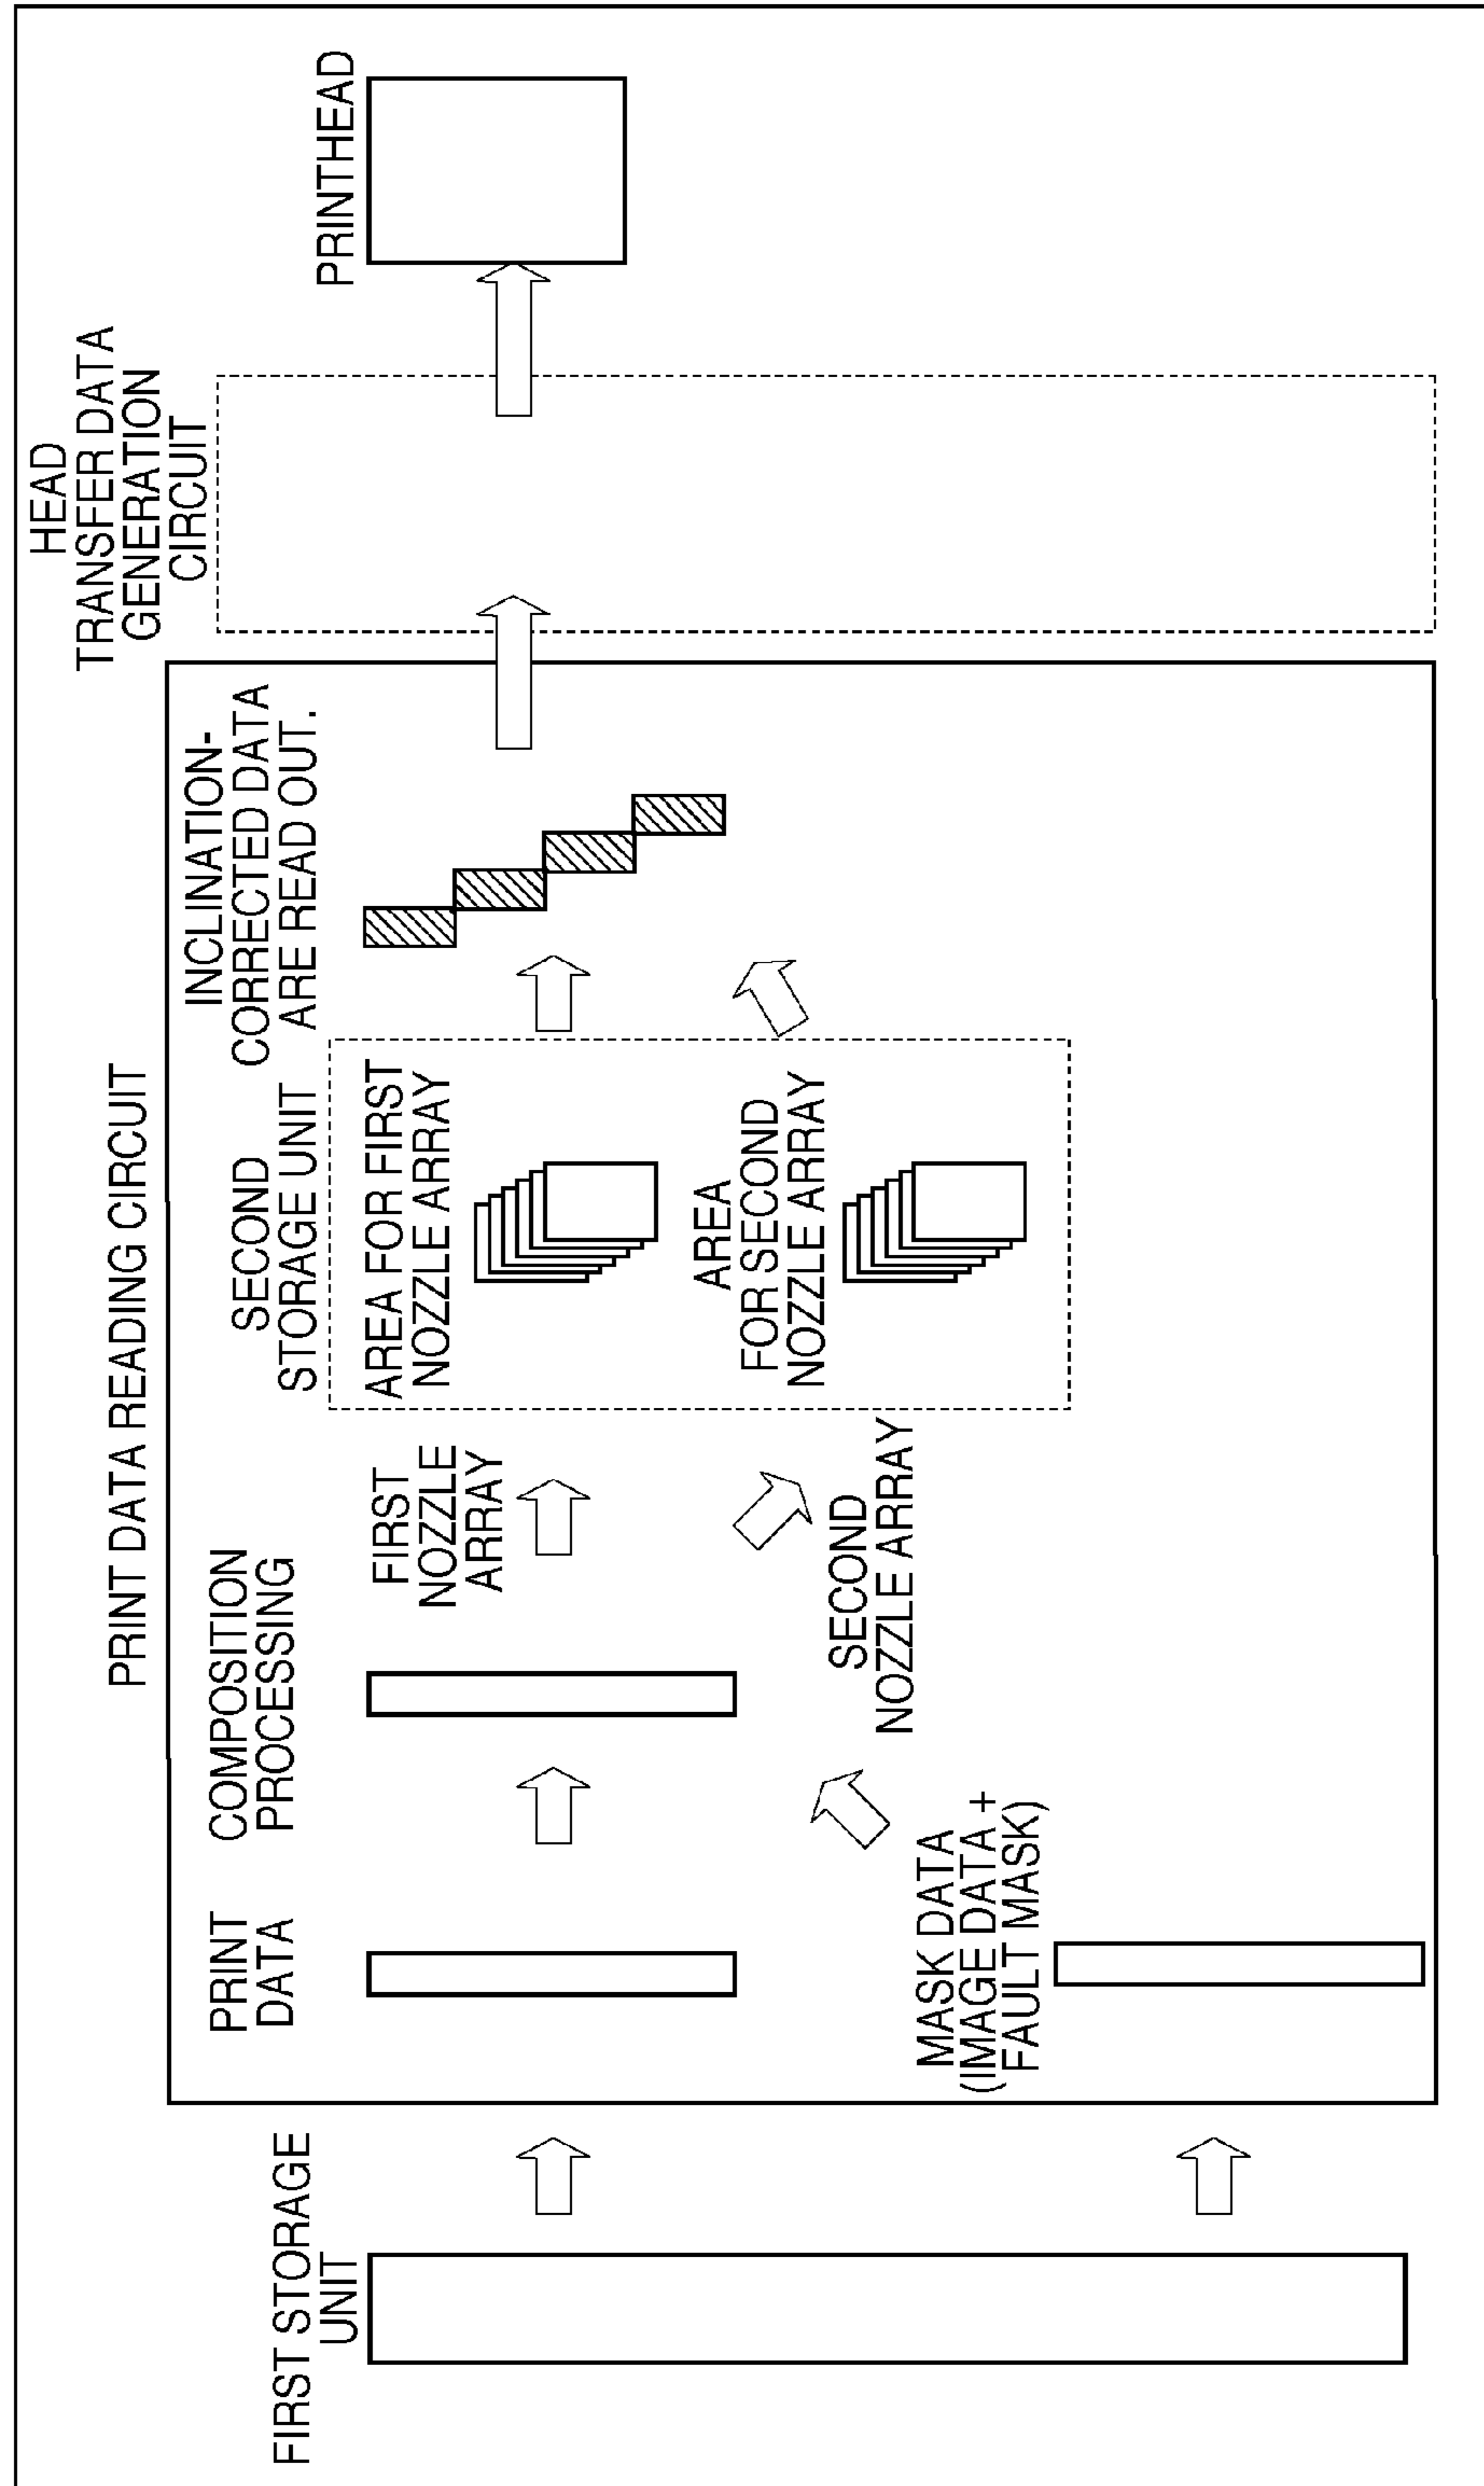 FIRST STORAGE
UNIT
PRINT DATA READING CIRCUIT
PRINT
DATA
COMPOSITION
PROCESSING
MASK DATA
(IMAGE DATA +
FAULT MASK)
FIRST
NOZZLE
ARRAY
SECOND
NOZZLE ARRAY
SECOND
STORAGE UNIT
AREA FOR FIRST
NOZZLE ARRAY
AREA
FOR SECOND
NOZZLE ARRAY
INCLINATION-
CORRECTED DATA
ARE READ OUT.
HEAD
TRANSFER DATA
GENERATION
CIRCUIT
PRINTHEAD